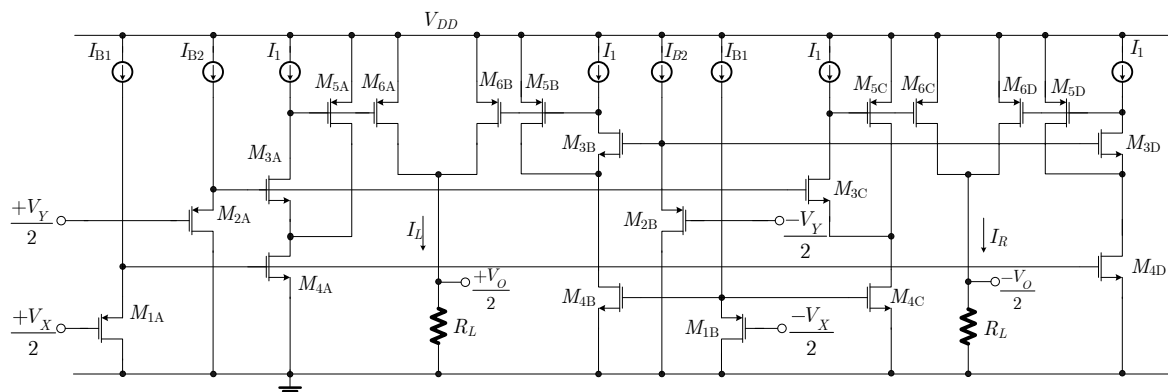 V_DD
I_B1 I_B2 I_1 I_1 I_B2 I_B1 I_1 I_1
M_5A M_6A M_6B M_5B M_5C M_6C M_6D M_5D
M_3A M_3B M_3C M_3D
+V_Y/2 M_2A I_L M_2B −V_Y/2 I_R
M_4A +V_O/2 M_4B M_4C −V_O/2 M_4D
+V_X/2 M_1A R_L M_1B −V_X/2 R_L